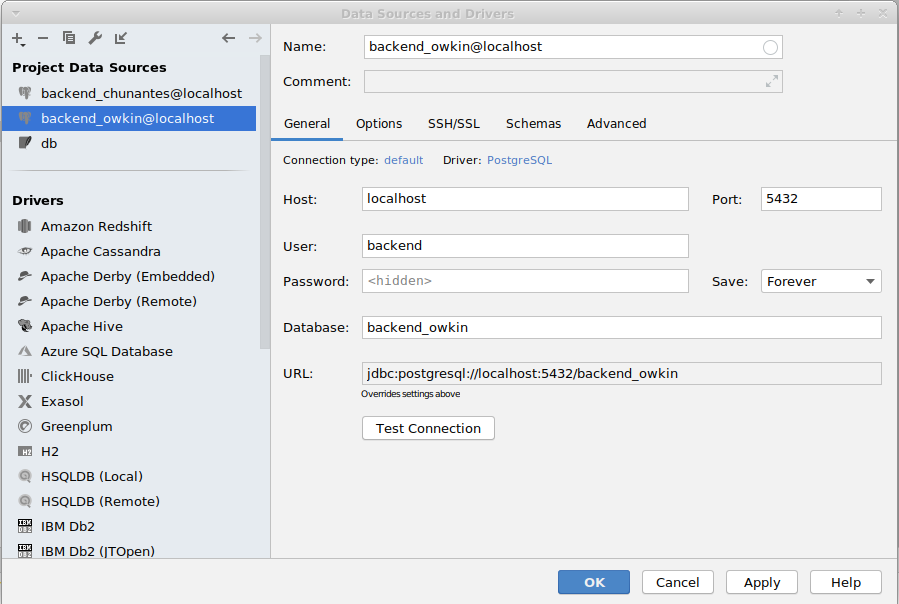 Data Sources and Drivers
Project Data Sources
backend_chunantes@localhost
backend_owkin@localhost
db
Drivers
Amazon Redshift
Apache Cassandra
Apache Derby (Embedded)
Apache Derby (Remote)
Apache Hive
Azure SQL Database
ClickHouse
Exasol
Greenplum
H2
HSQLDB (Local)
HSQLDB (Remote)
IBM Db2
IBM Db2 (JTOpen)
Name: backend_owkin@localhost
Comment:
General Options SSH/SSL Schemas Advanced
Connection type: default Driver: PostgreSQL
Host: localhost Port: 5432
User: backend
Password: <hidden> Save: Forever
Database: backend_owkin
URL: jdbc:postgresql://localhost:5432/backend_owkin
Overrides settings above
Test Connection
OK Cancel Apply Help